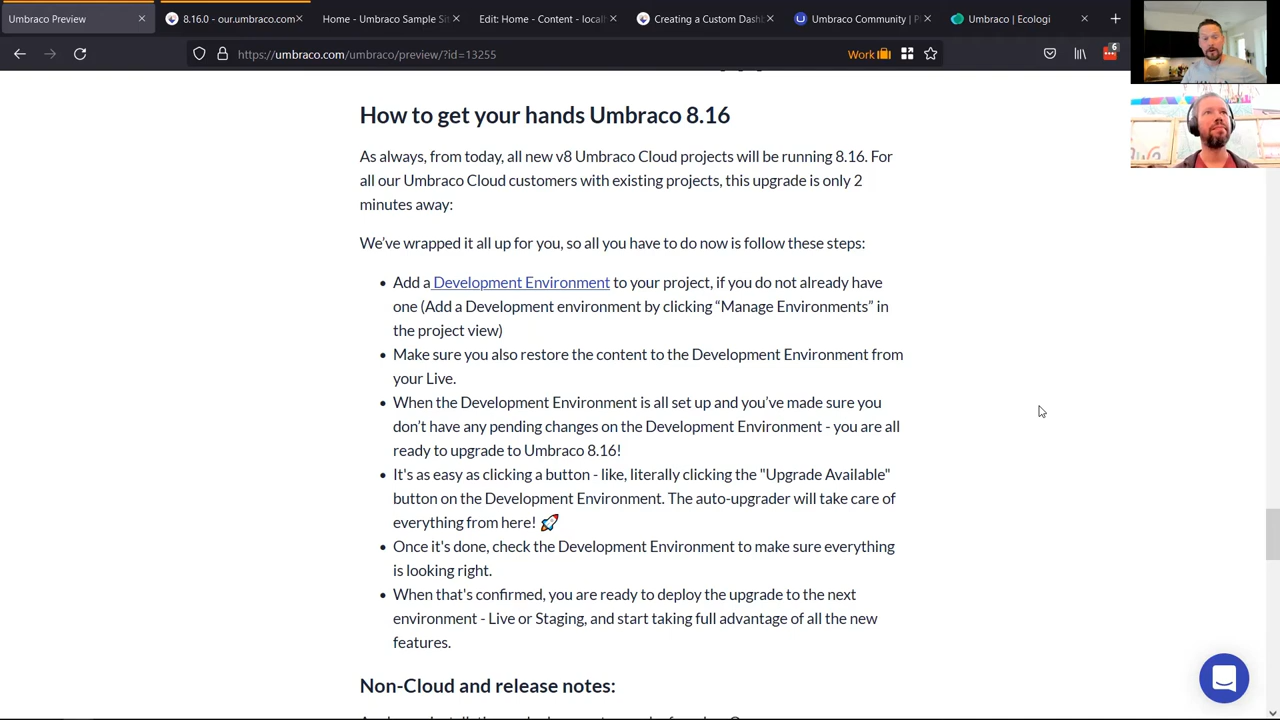 Umbraco Preview
8.16.0 - our.umbraco.com
Home - Umbraco Sample Si
Edit: Home - Content - local
Creating a Custom Dashb
Umbraco Community | P
Umbraco | Ecologi
https://umbraco.com/umbraco/preview/?id=13255
Work
6
How to get your hands Umbraco 8.16
As always, from today, all new v8 Umbraco Cloud projects will be running 8.16. For
all our Umbraco Cloud customers with existing projects, this upgrade is only 2
minutes away:
We’ve wrapped it all up for you, so all you have to do now is follow these steps:
• Add a Development Environment to your project, if you do not already have
one (Add a Development environment by clicking “Manage Environments” in
the project view)
• Make sure you also restore the content to the Development Environment from
your Live.
• When the Development Environment is all set up and you’ve made sure you
don’t have any pending changes on the Development Environment - you are all
ready to upgrade to Umbraco 8.16!
• It's as easy as clicking a button - like, literally clicking the "Upgrade Available"
button on the Development Environment. The auto-upgrader will take care of
everything from here! 🚀
• Once it's done, check the Development Environment to make sure everything
is looking right.
• When that's confirmed, you are ready to deploy the upgrade to the next
environment - Live or Staging, and start taking full advantage of all the new
features.
Non-Cloud and release notes: